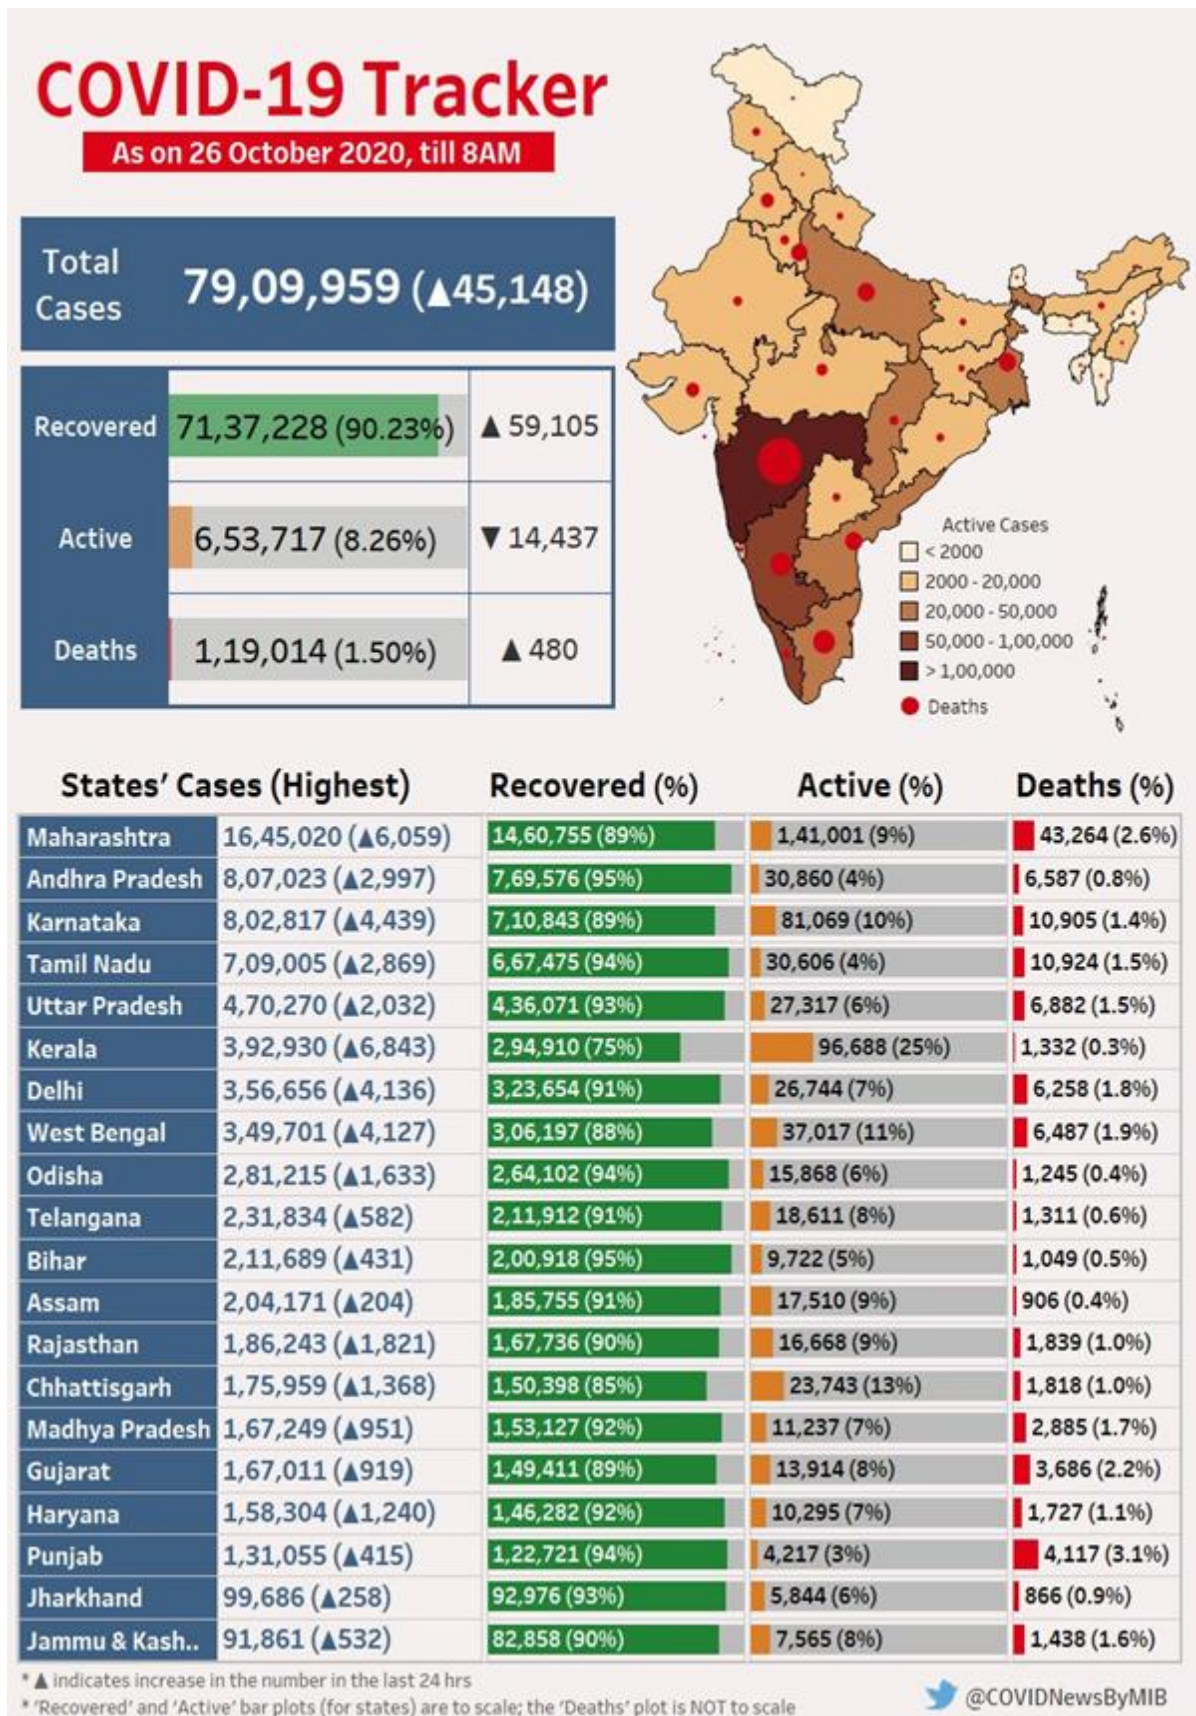 COVID-19 Tracker
As on 26 October 2020, till 8AM
Total
Cases
79,09,959 (▲45,148)
Recovered 71,37,228 (90.23%) ▲ 59,105
Active 6,53,717 (8.26%) ▼ 14,437
Deaths 1,19,014 (1.50%) ▲ 480
Active Cases
< 2000
2000 - 20,000
20,000 - 50,000
50,000 - 1,00,000
> 1,00,000
Deaths
States' Cases (Highest) Recovered (%) Active (%) Deaths (%)
Maharashtra 16,45,020 (▲6,059) 14,60,755 (89%) 1,41,001 (9%) 43,264 (2.6%)
Andhra Pradesh 8,07,023 (▲2,997) 7,69,576 (95%) 30,860 (4%) 6,587 (0.8%)
Karnataka 8,02,817 (▲4,439) 7,10,843 (89%) 81,069 (10%) 10,905 (1.4%)
Tamil Nadu 7,09,005 (▲2,869) 6,67,475 (94%) 30,606 (4%) 10,924 (1.5%)
Uttar Pradesh 4,70,270 (▲2,032) 4,36,071 (93%) 27,317 (6%) 6,882 (1.5%)
Kerala 3,92,930 (▲6,843) 2,94,910 (75%) 96,688 (25%) 1,332 (0.3%)
Delhi 3,56,656 (▲4,136) 3,23,654 (91%) 26,744 (7%) 6,258 (1.8%)
West Bengal 3,49,701 (▲4,127) 3,06,197 (88%) 37,017 (11%) 6,487 (1.9%)
Odisha 2,81,215 (▲1,633) 2,64,102 (94%) 15,868 (6%) 1,245 (0.4%)
Telangana 2,31,834 (▲582) 2,11,912 (91%) 18,611 (8%) 1,311 (0.6%)
Bihar 2,11,689 (▲431) 2,00,918 (95%) 9,722 (5%) 1,049 (0.5%)
Assam 2,04,171 (▲204) 1,85,755 (91%) 17,510 (9%) 906 (0.4%)
Rajasthan 1,86,243 (▲1,821) 1,67,736 (90%) 16,668 (9%) 1,839 (1.0%)
Chhattisgarh 1,75,959 (▲1,368) 1,50,398 (85%) 23,743 (13%) 1,818 (1.0%)
Madhya Pradesh 1,67,249 (▲951) 1,53,127 (92%) 11,237 (7%) 2,885 (1.7%)
Gujarat 1,67,011 (▲919) 1,49,411 (89%) 13,914 (8%) 3,686 (2.2%)
Haryana 1,58,304 (▲1,240) 1,46,282 (92%) 10,295 (7%) 1,727 (1.1%)
Punjab 1,31,055 (▲415) 1,22,721 (94%) 4,217 (3%) 4,117 (3.1%)
Jharkhand 99,686 (▲258) 92,976 (93%) 5,844 (6%) 866 (0.9%)
Jammu & Kash.. 91,861 (▲532) 82,858 (90%) 7,565 (8%) 1,438 (1.6%)
* ▲ indicates increase in the number in the last 24 hrs
* 'Recovered' and 'Active' bar plots (for states) are to scale; the 'Deaths' plot is NOT to scale
@COVIDNewsByMIB